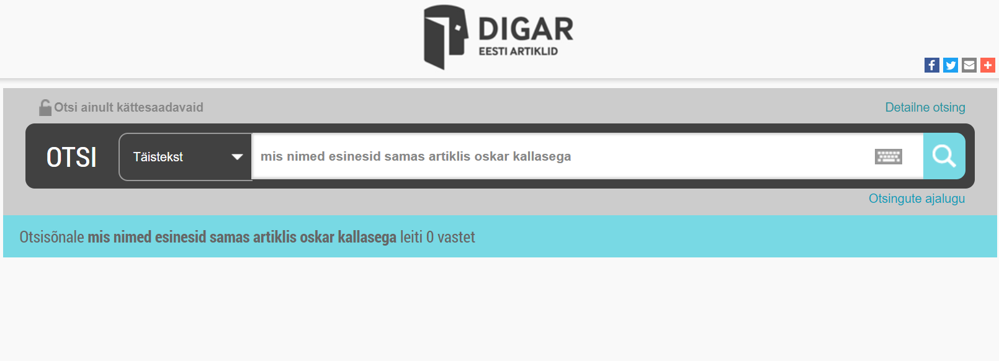 DIGAR
EESTI ARTIKLID
Otsi ainult kättesaadavaid
Detailne otsing
OTSI
Täistekst
mis nimed esinesid samas artiklis oskar kallasega
Otsingute ajalugu
Otsisõnale mis nimed esinesid samas artiklis oskar kallasega leiti 0 vastet